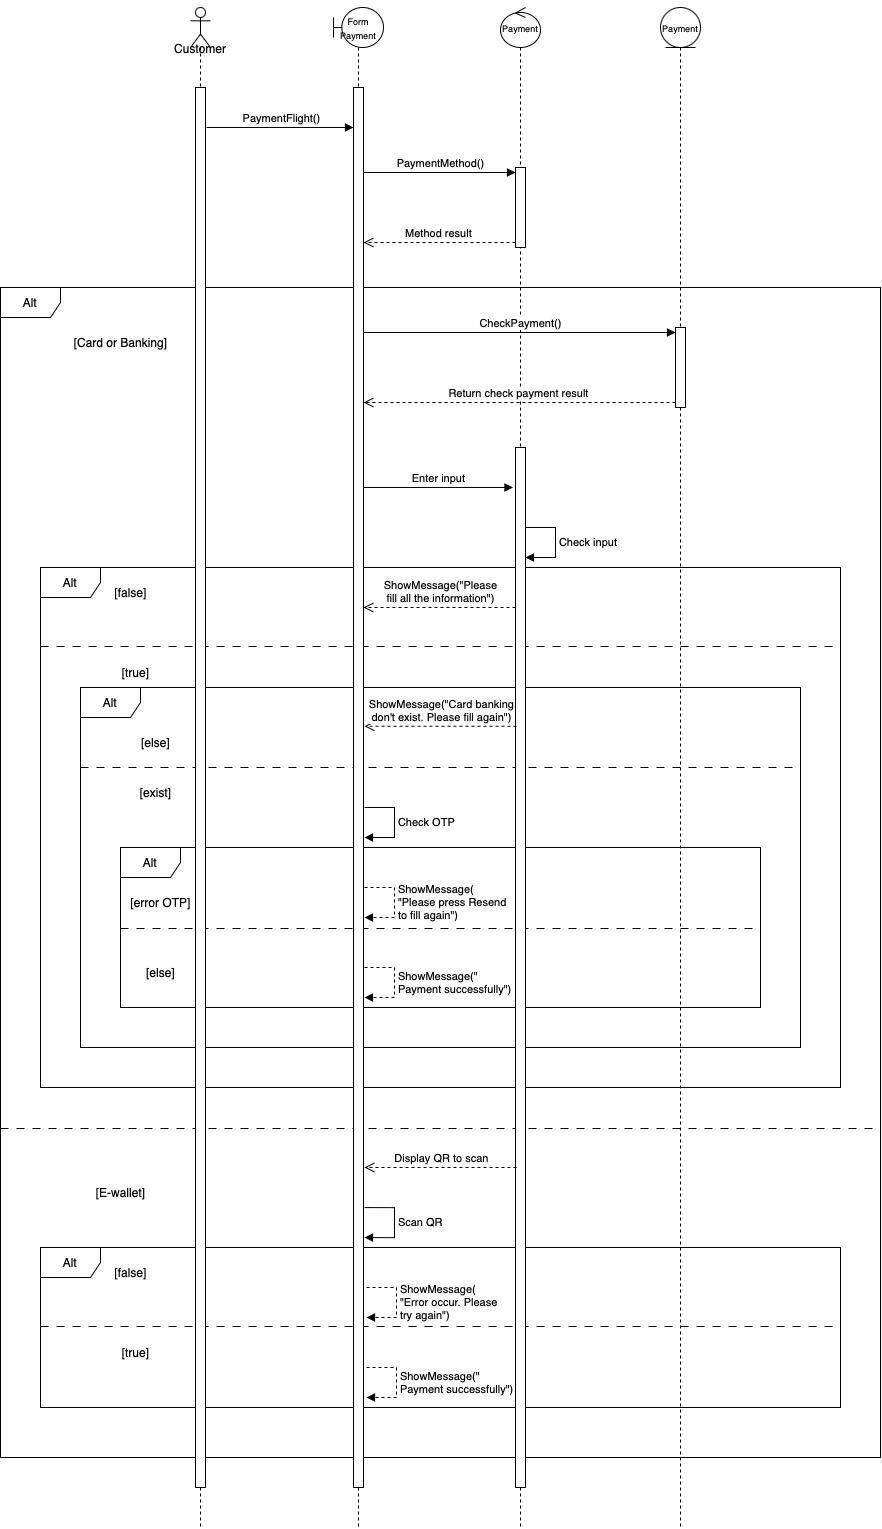 Customer
Form
Payment
Payment
Payment
PaymentFlight()
PaymentMethod()
Method result
Alt
CheckPayment()
[Card or Banking]
Return check payment result
Enter input
Check input
Alt
[false]
ShowMessage("Please
fill all the information")
[true]
Alt
ShowMessage("Card banking
don't exist. Please fill again")
[else]
[exist]
Check OTP
Alt
[error OTP]
ShowMessage(
"Please press Resend
to fill again")
[else]
ShowMessage("
Payment successfully")
Display QR to scan
[E-wallet]
Scan QR
Alt
[false]
ShowMessage(
"Error occur. Please
try again")
[true]
ShowMessage("
Payment successfully")